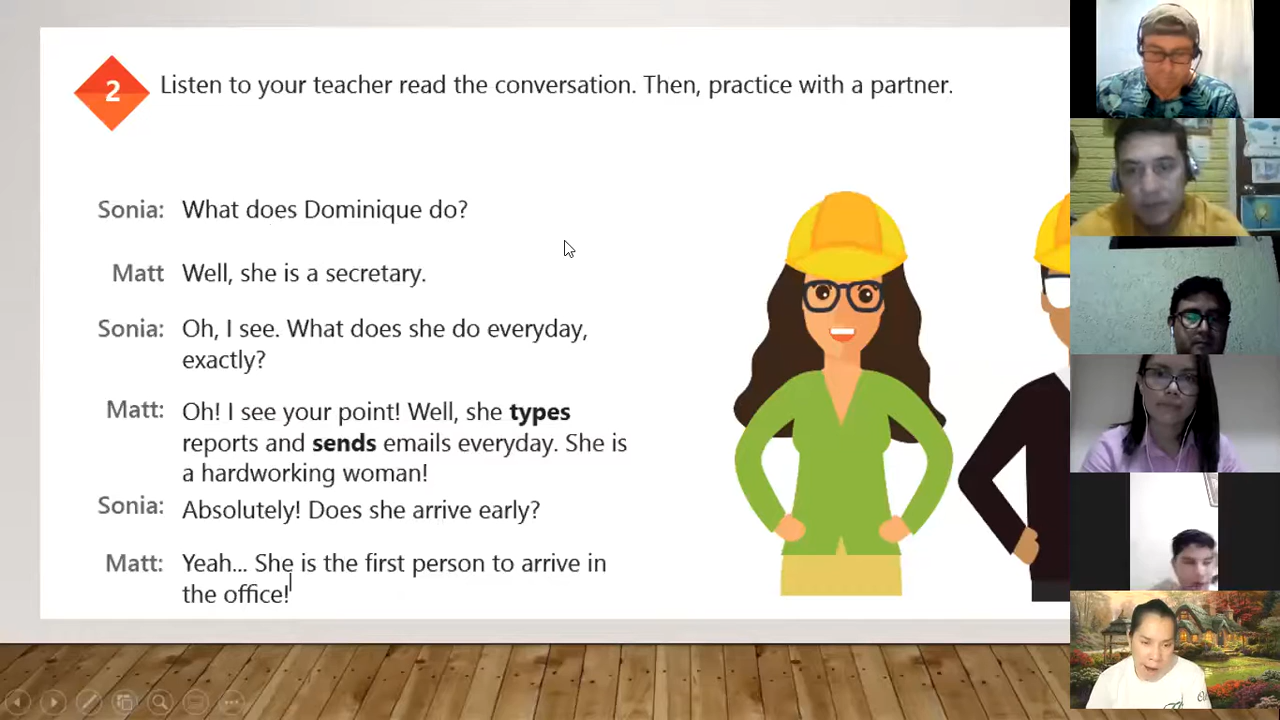 2
Listen to your teacher read the conversation. Then, practice with a partner.
Sonia: What does Dominique do?
Matt Well, she is a secretary.
Sonia: Oh, I see. What does she do everyday,
exactly?
Matt: Oh! I see your point! Well, she types
reports and sends emails everyday. She is
a hardworking woman!
Sonia: Absolutely! Does she arrive early?
Matt: Yeah... She is the first person to arrive in
the office!